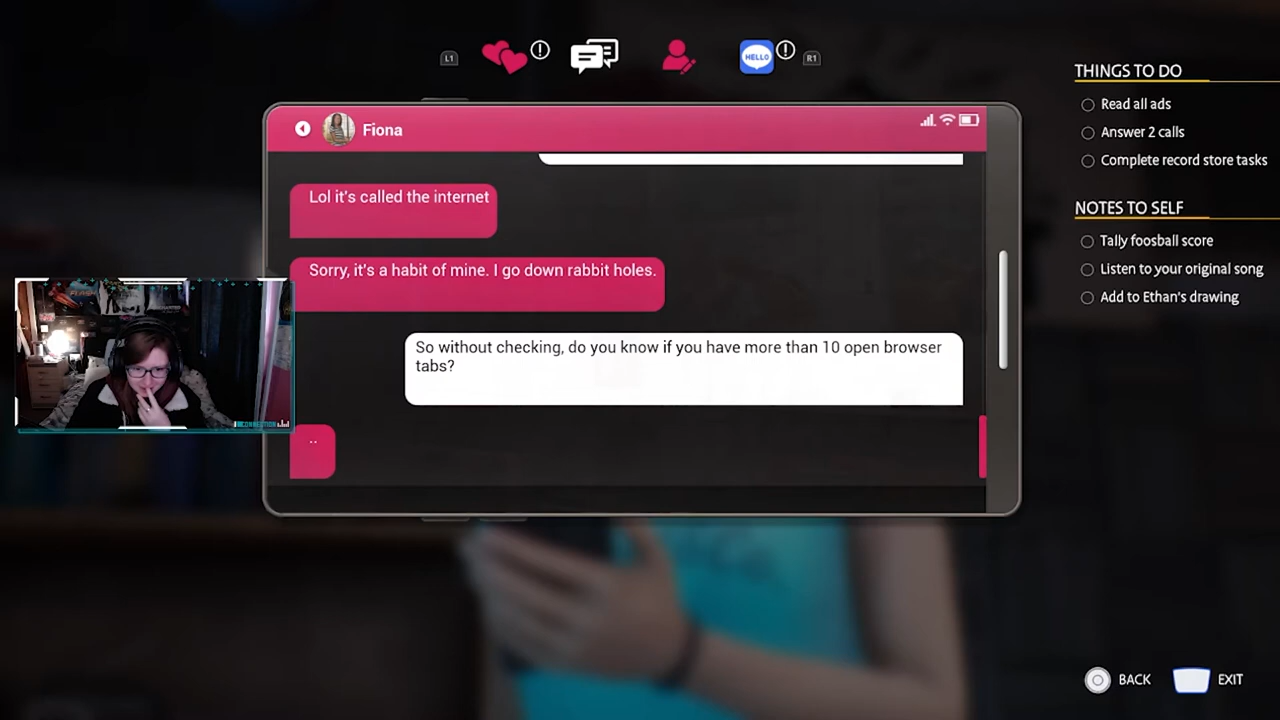 L1
!
HELLO
!
R1
THINGS TO DO
Read all ads
Answer 2 calls
Complete record store tasks
NOTES TO SELF
Tally foosball score
Listen to your original song
Add to Ethan's drawing
Fiona
Lol it's called the internet
Sorry, it's a habit of mine. I go down rabbit holes.
So without checking, do you know if you have more than 10 open browser
tabs?
..
BACK
EXIT